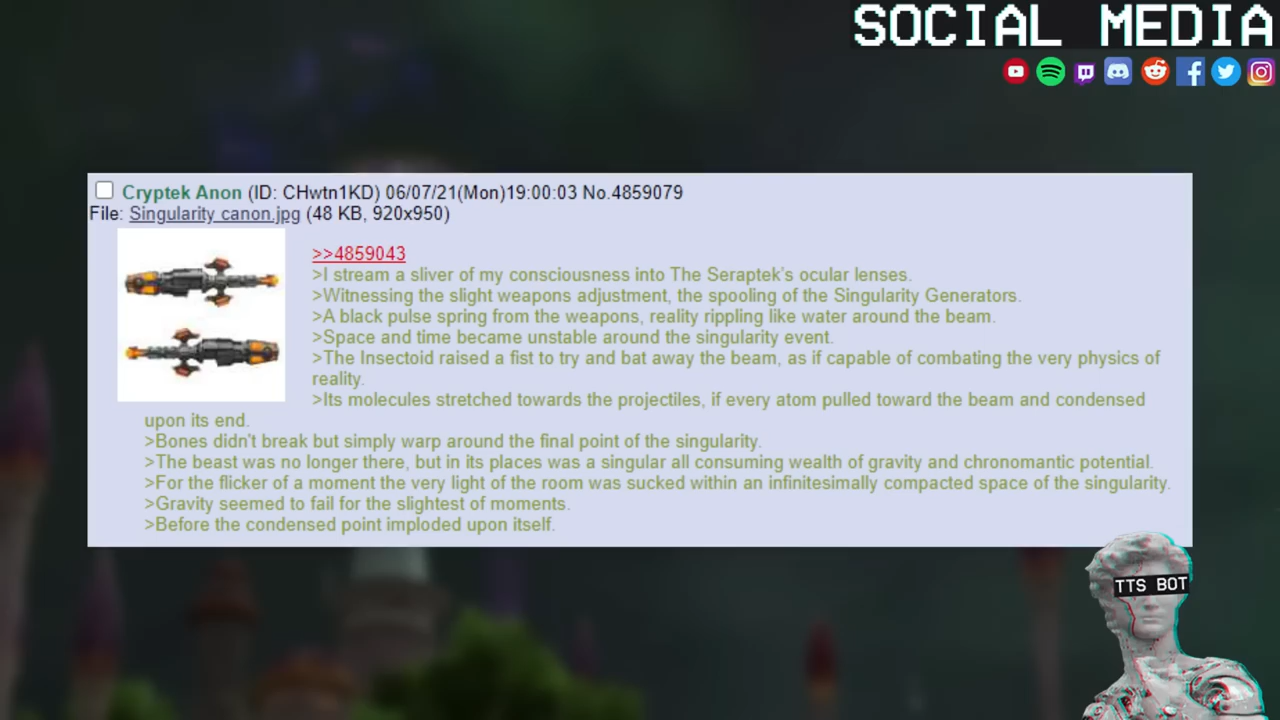 SOCIAL MEDIA
Cryptek Anon (ID: CHwtn1KD) 06/07/21(Mon)19:00:03 No.4859079
File: Singularity canon.jpg (48 KB, 920x950)
>>4859043
>I stream a sliver of my consciousness into The Seraptek's ocular lenses.
>Witnessing the slight weapons adjustment, the spooling of the Singularity Generators.
>A black pulse spring from the weapons, reality rippling like water around the beam.
>Space and time became unstable around the singularity event.
>The Insectoid raised a fist to try and bat away the beam, as if capable of combating the very physics of
reality.
>Its molecules stretched towards the projectiles, if every atom pulled toward the beam and condensed
upon its end.
>Bones didn't break but simply warp around the final point of the singularity.
>The beast was no longer there, but in its places was a singular all consuming wealth of gravity and chronomantic potential.
>For the flicker of a moment the very light of the room was sucked within an infinitesimally compacted space of the singularity.
>Gravity seemed to fail for the slightest of moments.
>Before the condensed point imploded upon itself.
TTS BOT